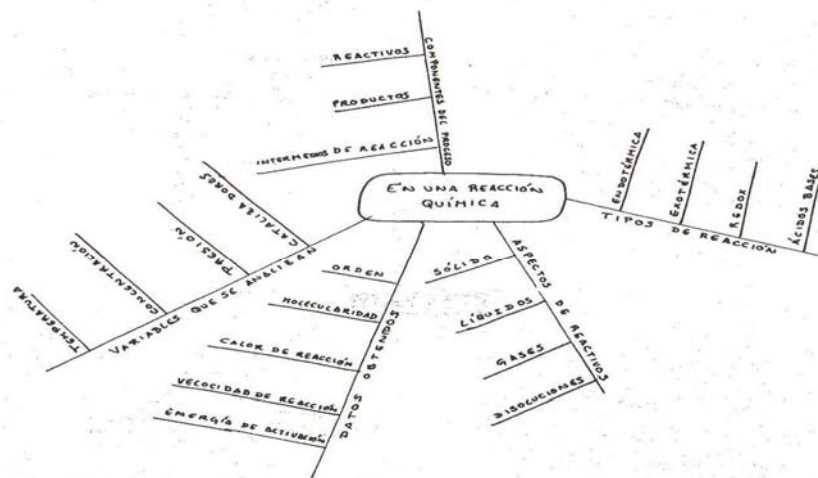 EN UNA REACCIÓN
QUÍMICA
COMPONENTES DEL PROCESO
REACTIVOS
PRODUCTOS
INTERMEDIOS DE REACCIÓN
TIPOS DE REACCIÓN
ENDOTÉRMICA
EXOTÉRMICA
REDOX
ÁCIDOS BASES
ASPECTOS DE REACTIVOS
SÓLIDO
LÍQUIDOS
GASES
DISOLUCIONES
DATOS OBTENIDOS
ORDEN
MOLECULARIDAD
CALOR DE REACCIÓN
VELOCIDAD DE REACCIÓN
ENERGÍA DE ACTIVACIÓN
VARIABLES QUE SE ANALIZAN
CATALIZADORES
PRESIÓN
CONCENTRACIÓN
TEMPERATURA